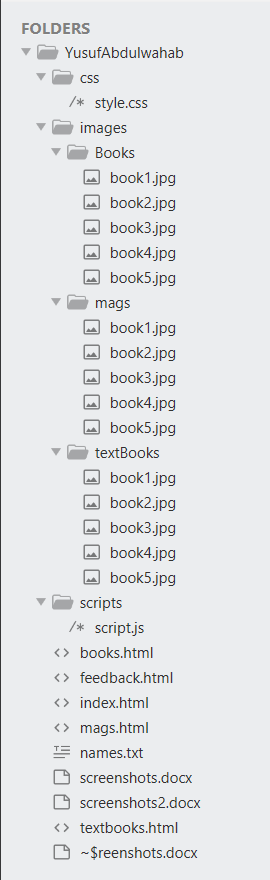 FOLDERS
YusufAbdulwahab
css
/* style.css
images
Books
book1.jpg
book2.jpg
book3.jpg
book4.jpg
book5.jpg
mags
book1.jpg
book2.jpg
book3.jpg
book4.jpg
book5.jpg
textBooks
book1.jpg
book2.jpg
book3.jpg
book4.jpg
book5.jpg
scripts
/* script.js
<> books.html
<> feedback.html
<> index.html
<> mags.html
names.txt
screenshots.docx
screenshots2.docx
<> textbooks.html
~$reenshots.docx